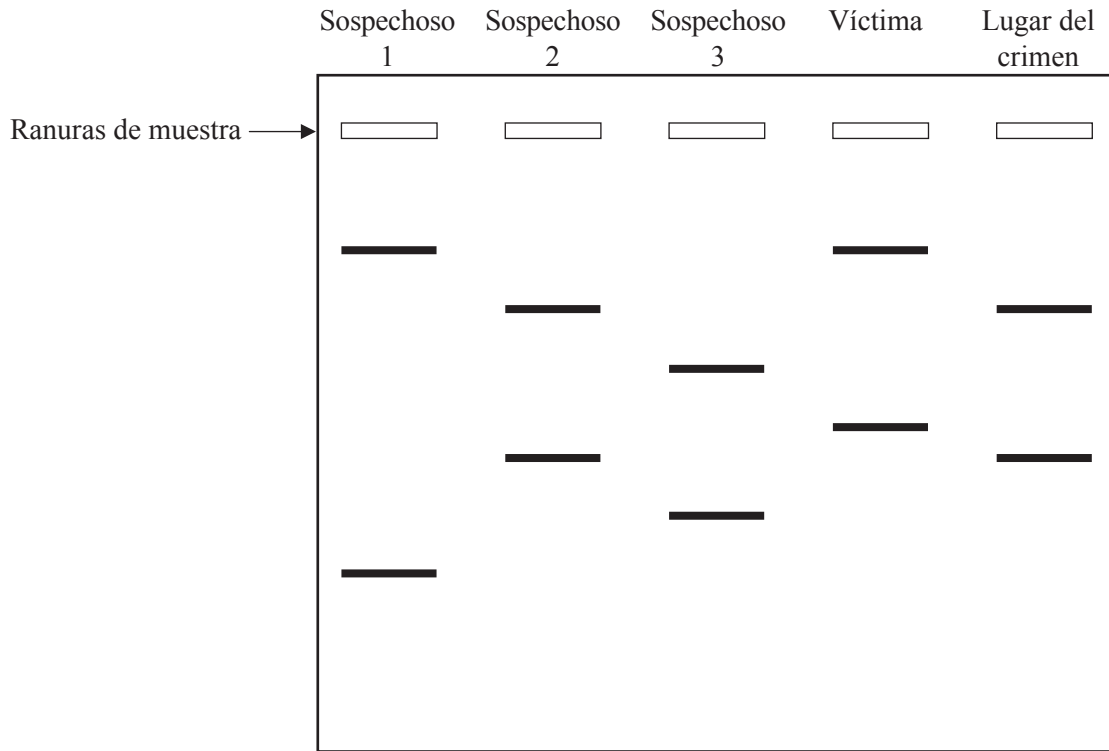 Sospechoso
1
Sospechoso
2
Sospechoso
3
Víctima
Lugar del
crimen
Ranuras de muestra